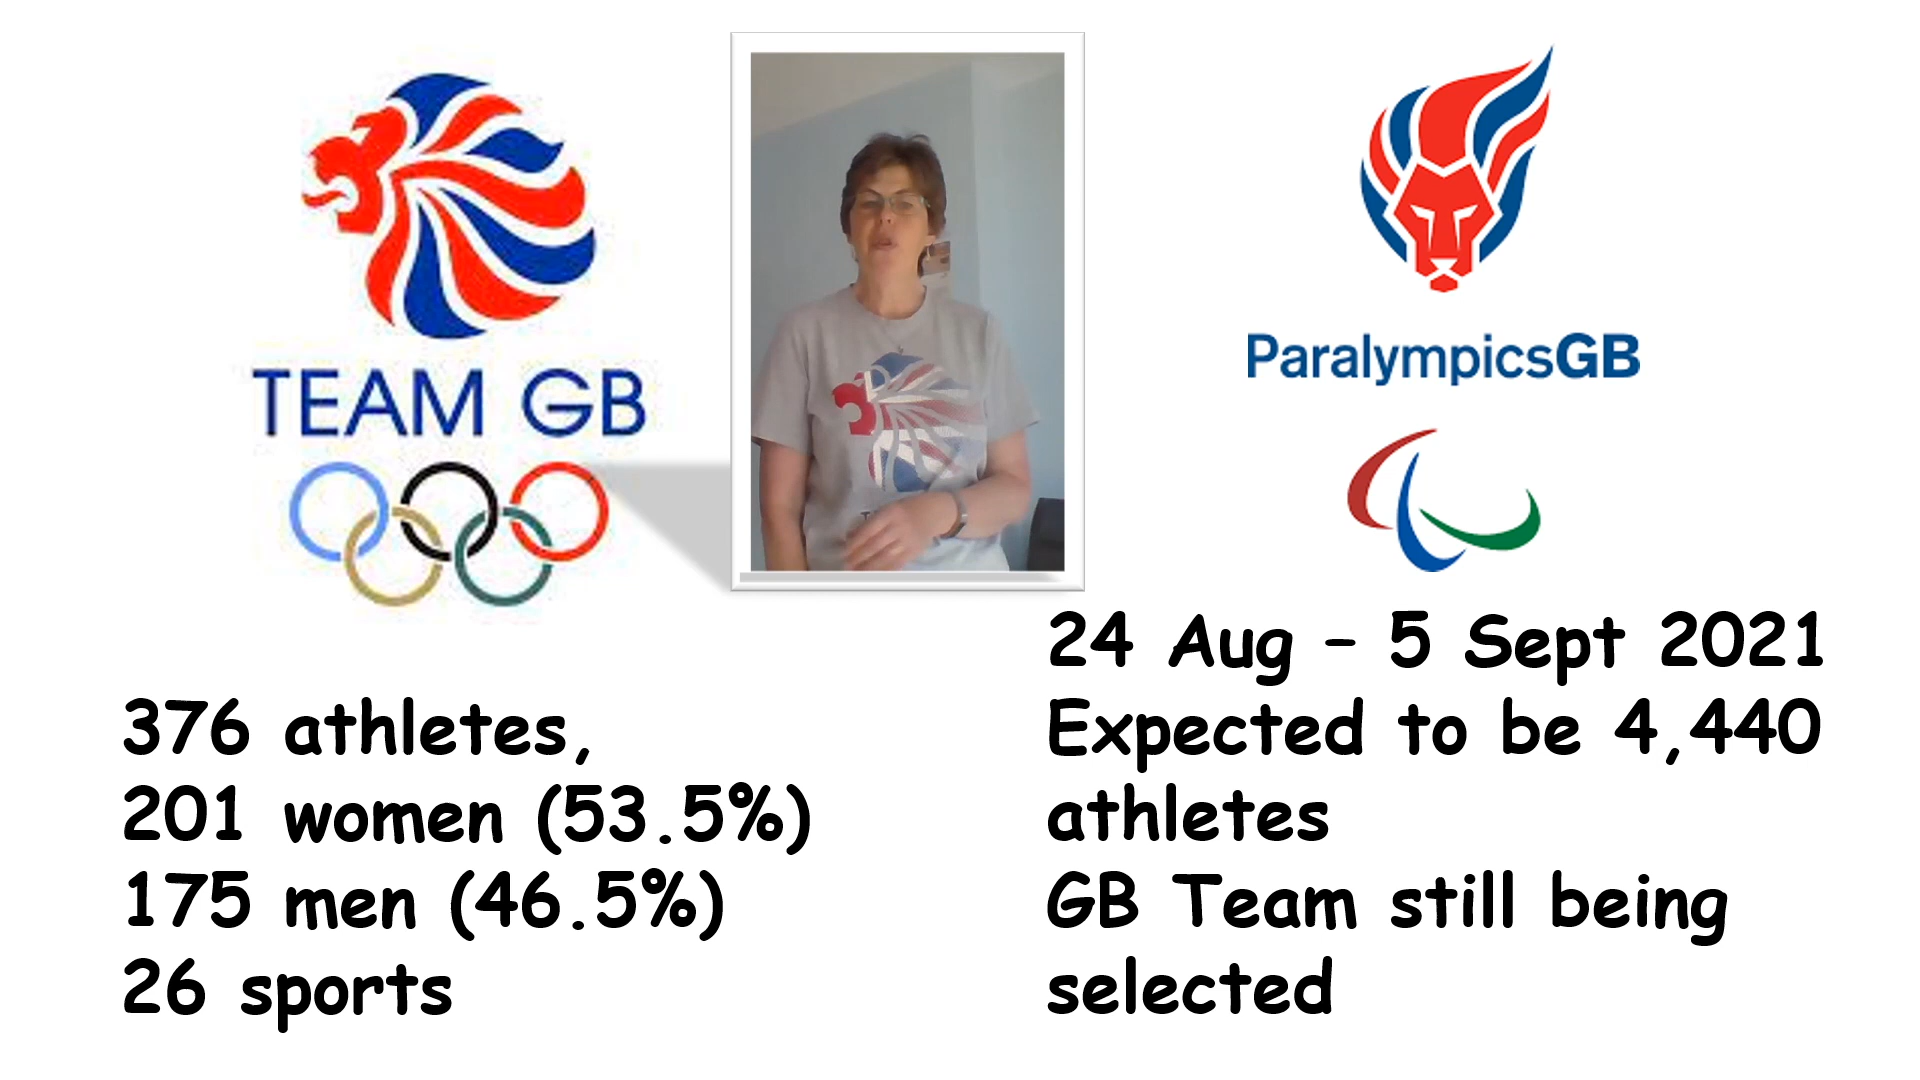 TEAM GB
ParalympicsGB
376 athletes,
201 women (53.5%)
175 men (46.5%)
26 sports
24 Aug – 5 Sept 2021
Expected to be 4,440
athletes
GB Team still being
selected